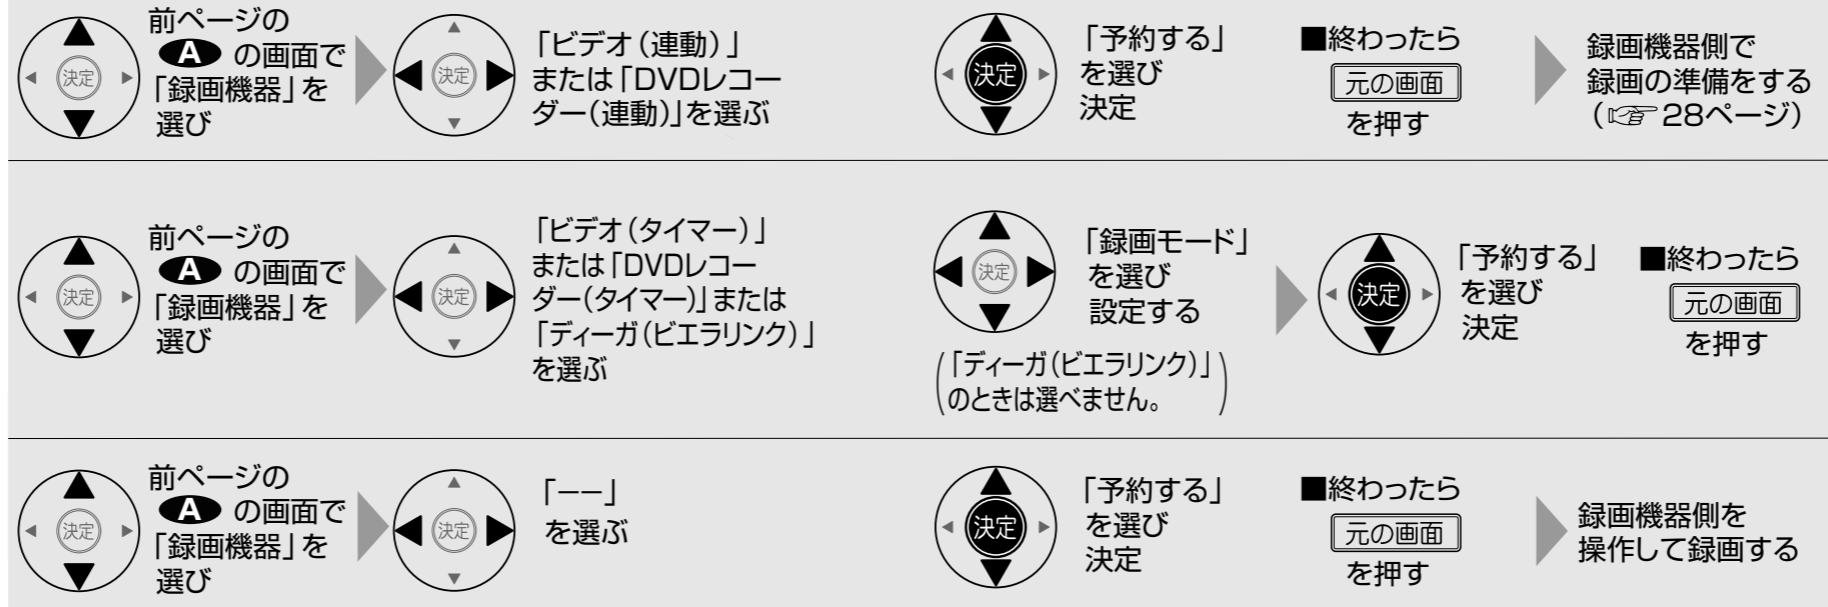 決定
前ページの
A の画面で
「録画機器」を
選び
決定
「ビデオ（連動）」
または「DVDレコー
ダー（連動）」を選ぶ
決定
「予約する」
を選び
決定
■終わったら
元の画面
を押す
録画機器側で
録画の準備をする
（☞28ページ）
決定
前ページの
A の画面で
「録画機器」を
選び
決定
「ビデオ（タイマー）」
または「DVDレコー
ダー（タイマー）」または
「ディーガ（ビエラリンク）」
を選ぶ
決定
「録画モード」
を選び
設定する
（「ディーガ（ビエラリンク）」
のときは選べません。）
決定
「予約する」
を選び
決定
■終わったら
元の画面
を押す
決定
前ページの
A の画面で
「録画機器」を
選び
決定
「−−」
を選ぶ
決定
「予約する」
を選び
決定
■終わったら
元の画面
を押す
録画機器側を
操作して録画する